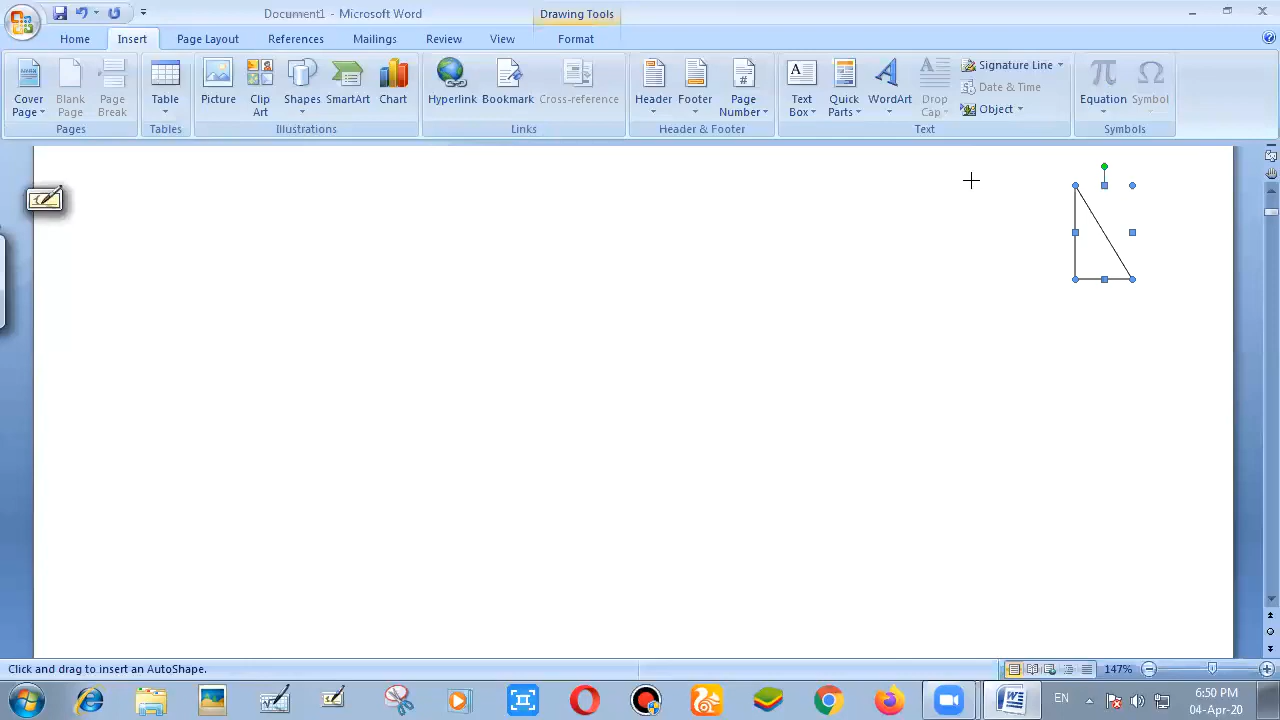 Document1 - Microsoft Word
Drawing Tools
Home Insert Page Layout References Mailings Review View Format
Cover Page
Blank Page
Page Break
Table
Picture
Clip Art
Shapes
SmartArt
Chart
Hyperlink
Bookmark
Cross-reference
Header
Footer
Page Number
Text Box
Quick Parts
WordArt
Drop Cap
Signature Line
Date & Time
Object
Equation
Symbol
Pages Tables Illustrations Links Header & Footer Text Symbols
Click and drag to insert an AutoShape.
147%
EN
6:50 PM
04-Apr-20